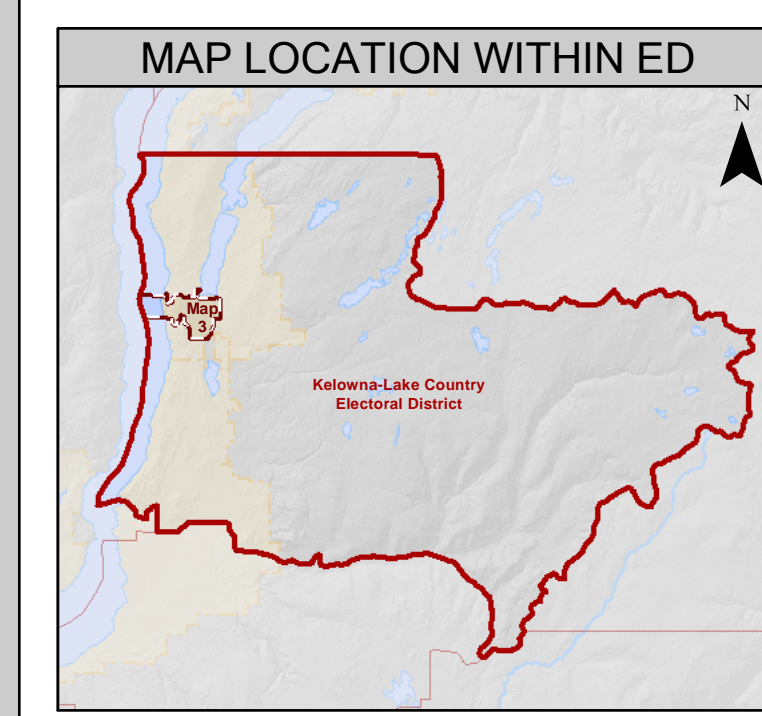 MAP LOCATION WITHIN ED
N
Map
3
Kelowna-Lake Country
Electoral District